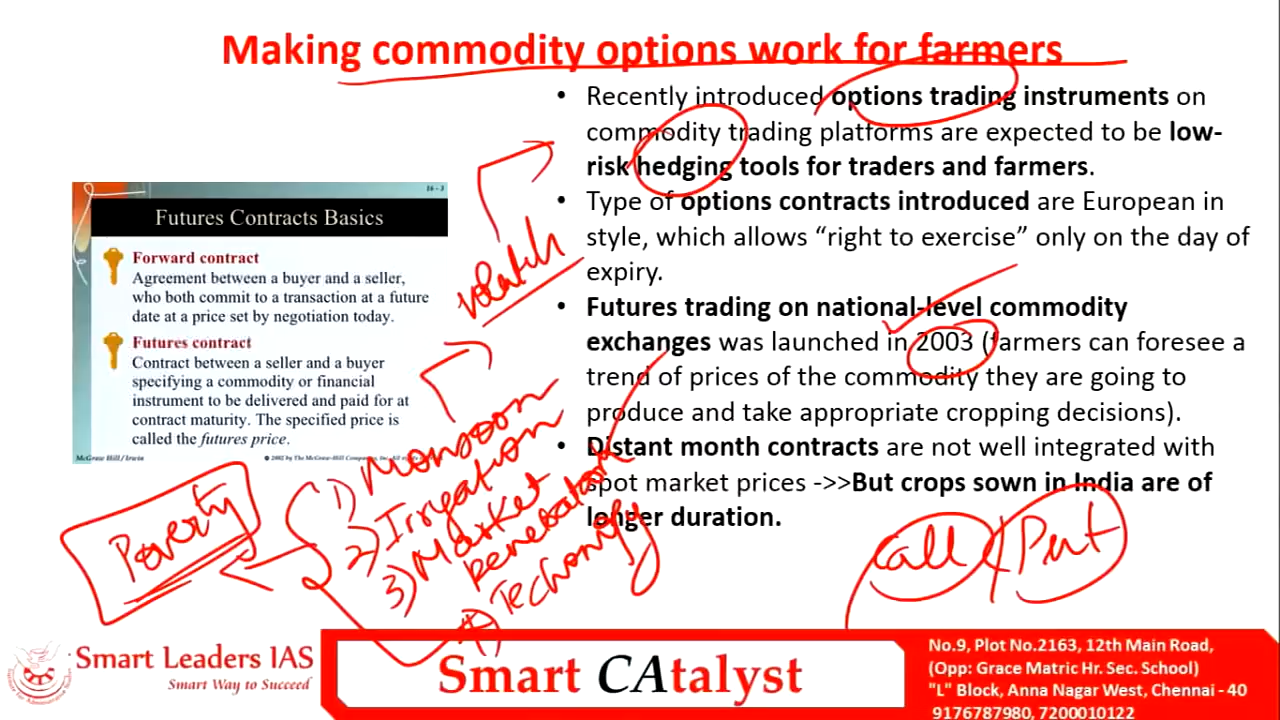 Making commodity options work for farmers
• Recently introduced options trading instruments on
commodity trading platforms are expected to be low-
risk hedging tools for traders and farmers.
• Type of options contracts introduced are European in
style, which allows “right to exercise” only on the day of
expiry.
• Futures trading on national-level commodity
exchanges was launched in 2003 (farmers can foresee a
trend of prices of the commodity they are going to
produce and take appropriate cropping decisions).
• Distant month contracts are not well integrated with
spot market prices ->>But crops sown in India are of
longer duration.
16 - 3
Futures Contracts Basics
Forward contract
Agreement between a buyer and a seller,
who both commit to a transaction at a future
date at a price set by negotiation today.
Futures contract
Contract between a seller and a buyer
specifying a commodity or financial
instrument to be delivered and paid for at
contract maturity. The specified price is
called the futures price.
McGraw Hill / Irwin
© 2002 by The McGraw-Hill Companies, Inc. All
1) Monsoon
2) Irrigation
3) Market
4)
Poverty
Call Put
Smart Leaders IAS
Smart Way to Succeed
Smart CAtalyst
No.9, Plot No.2163, 12th Main Road,
(Opp: Grace Matric Hr. Sec. School)
"L" Block, Anna Nagar West, Chennai - 40
9176787980, 7200010122